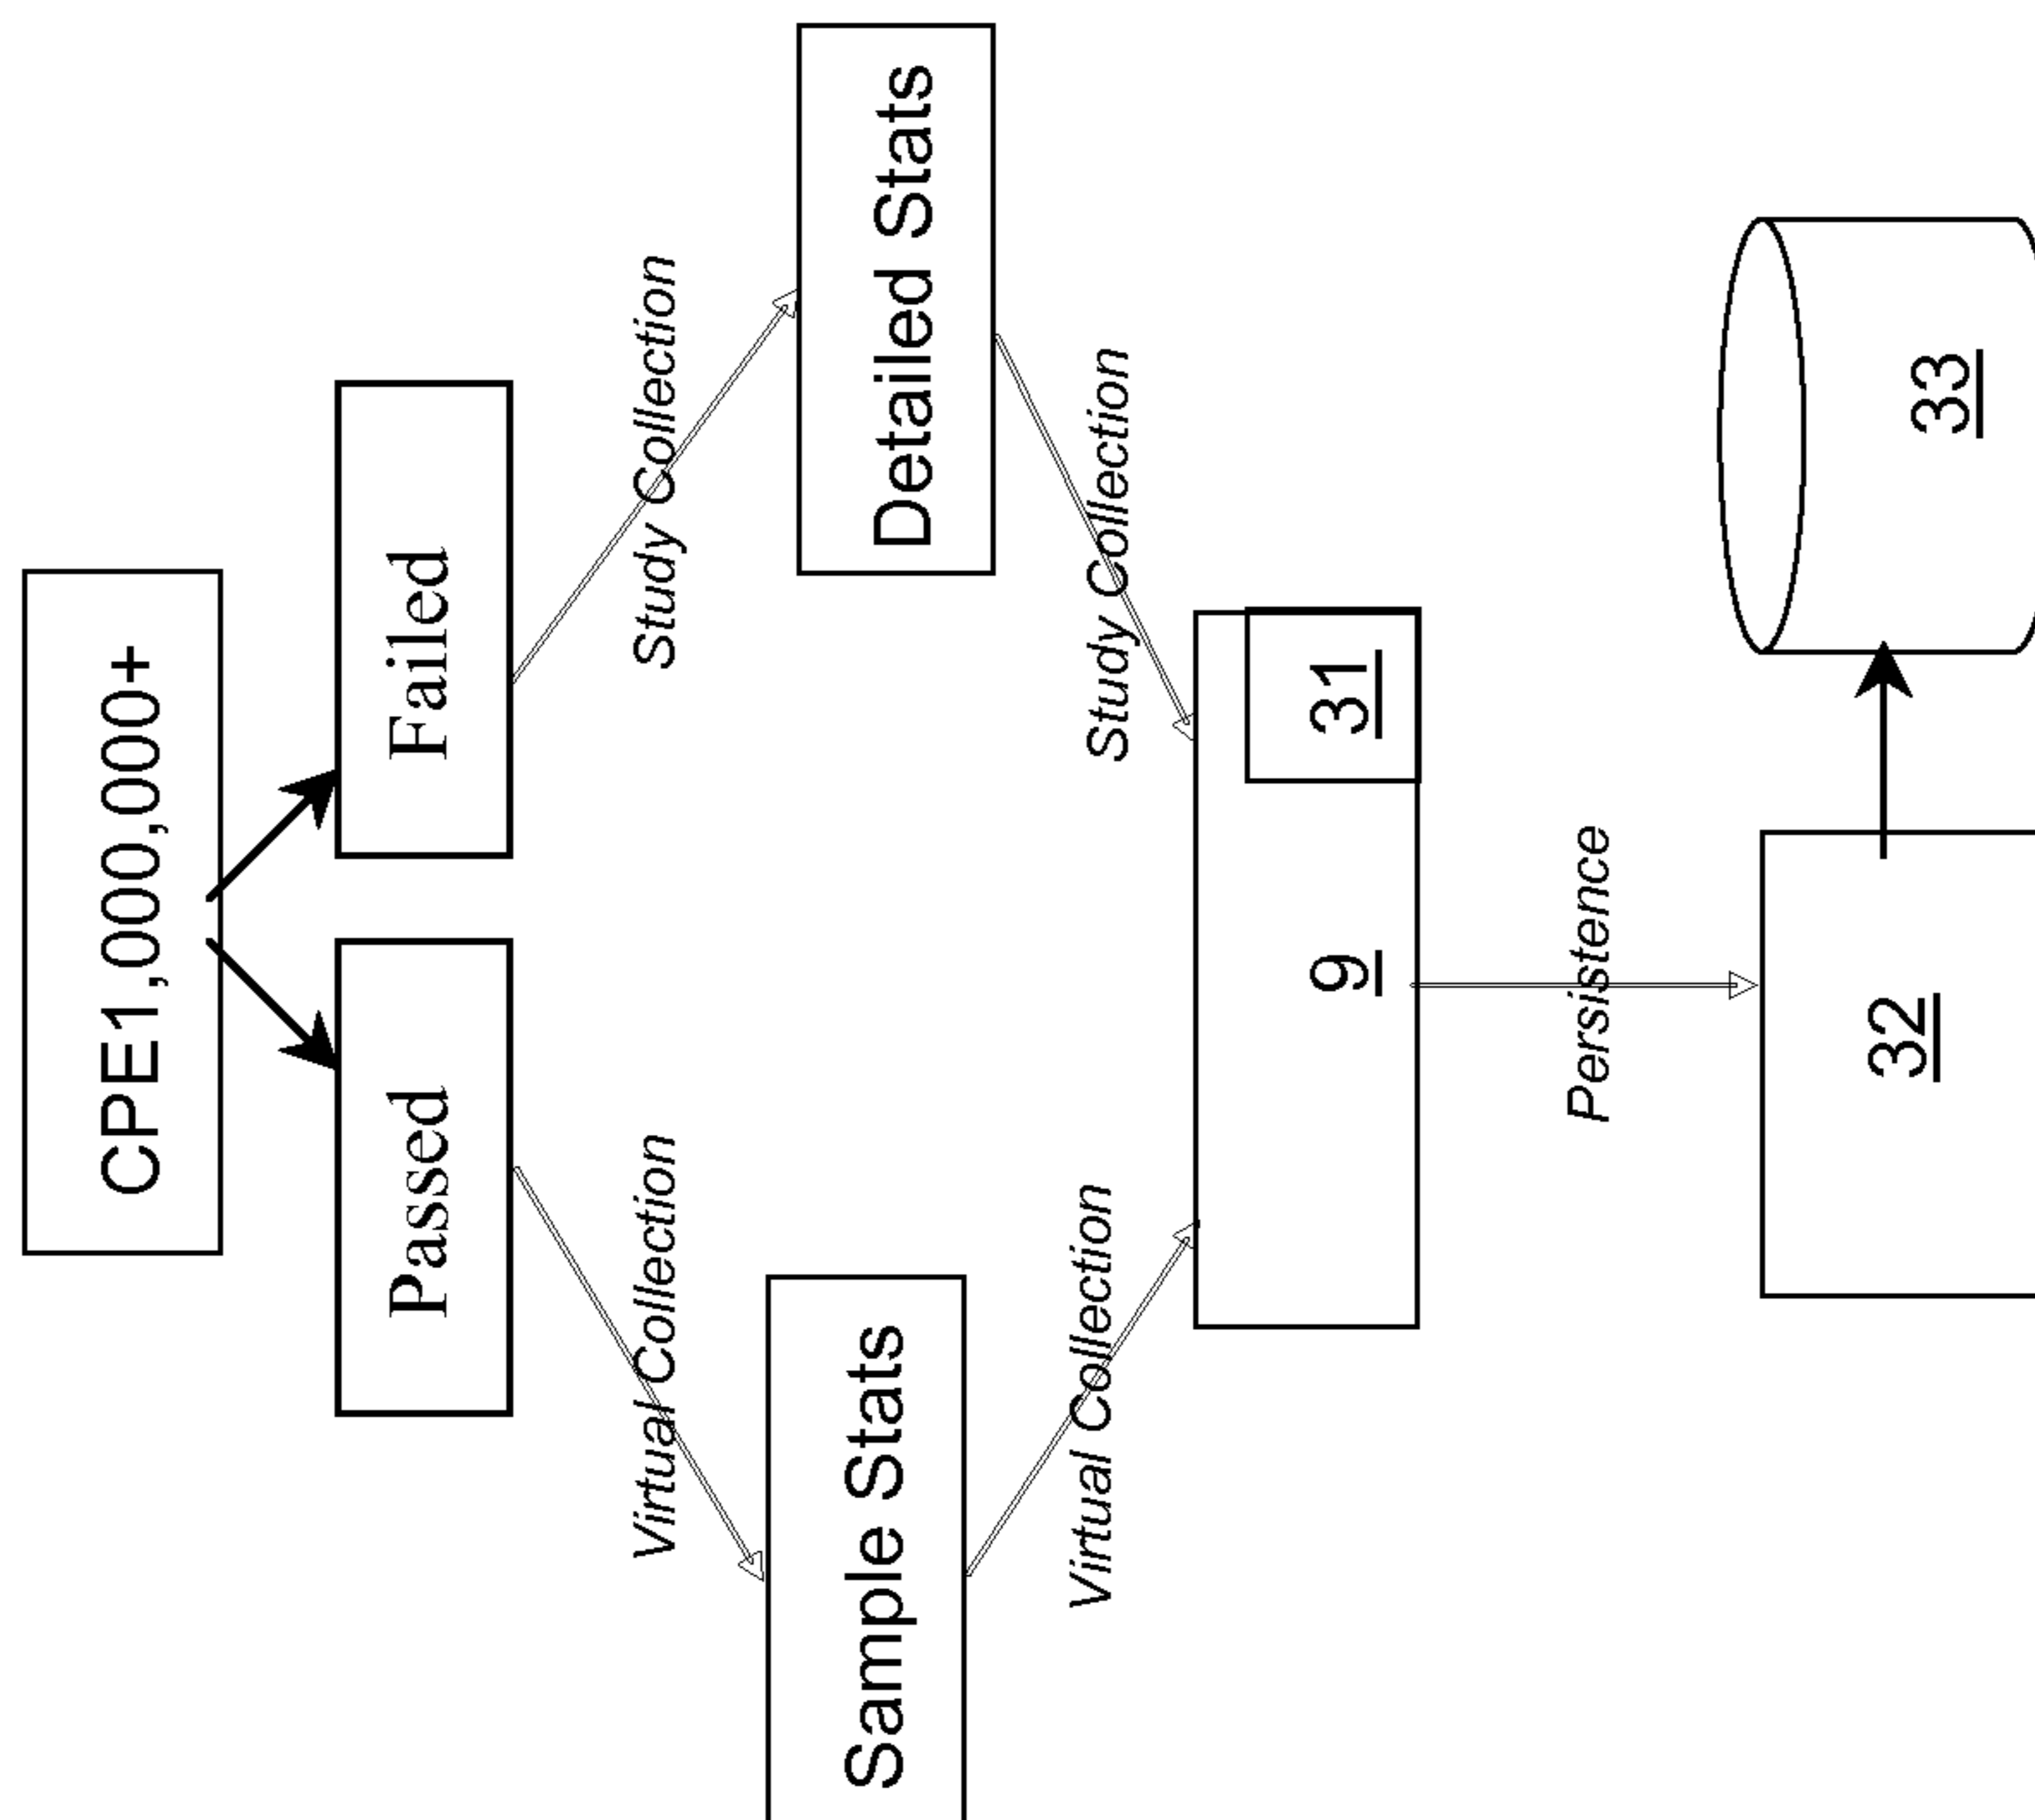 CPE1,000,000+
Passed
Failed
Virtual Collection
Study Collection
Sample Stats
Detailed Stats
Virtual Collection
Study Collection
9
31
Persistence
32
33